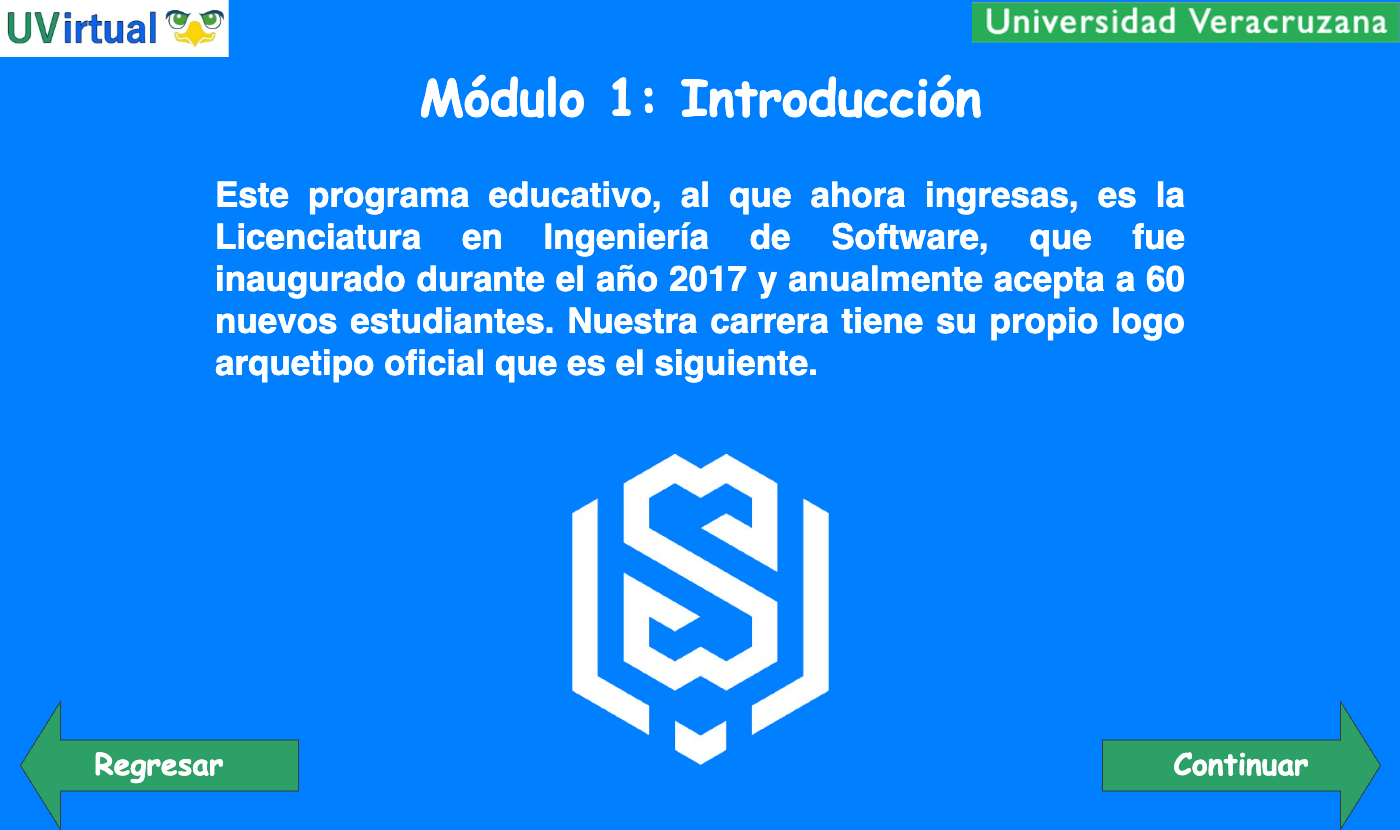 UVirtual
Universidad Veracruzana
Módulo 1: Introducción
Este programa educativo, al que ahora ingresas, es la
Licenciatura en Ingeniería de Software, que fue
inaugurado durante el año 2017 y anualmente acepta a 60
nuevos estudiantes. Nuestra carrera tiene su propio logo
arquetipo oficial que es el siguiente.
Regresar
Continuar